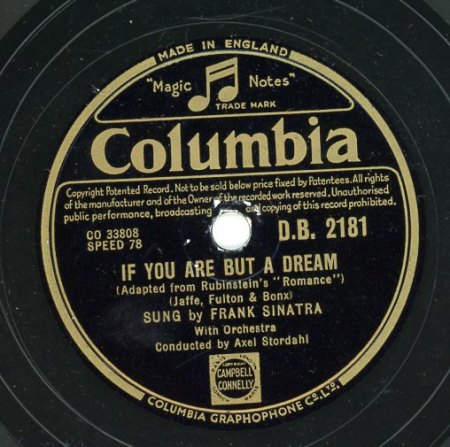 MADE IN ENGLAND
"Magic Notes"
TRADE MARK
Columbia
Copyright Patented Record. Not to be sold below price fixed by Patentees. All rights
of the manufacturer and of the Owner of the recorded work reserved. Unauthorised
public performance, broadcasting and copying of this record prohibited.
CO 33808
SPEED 78
D.B. 2181
IF YOU ARE BUT A DREAM
(Adapted from Rubinstein's "Romance")
(Jaffe, Fulton & Bonx)
SUNG by FRANK SINATRA
With Orchestra
Conducted by Axel Stordahl
CAMPBELL
CONNELLY
COLUMBIA GRAPHOPHONE CO. LTD.